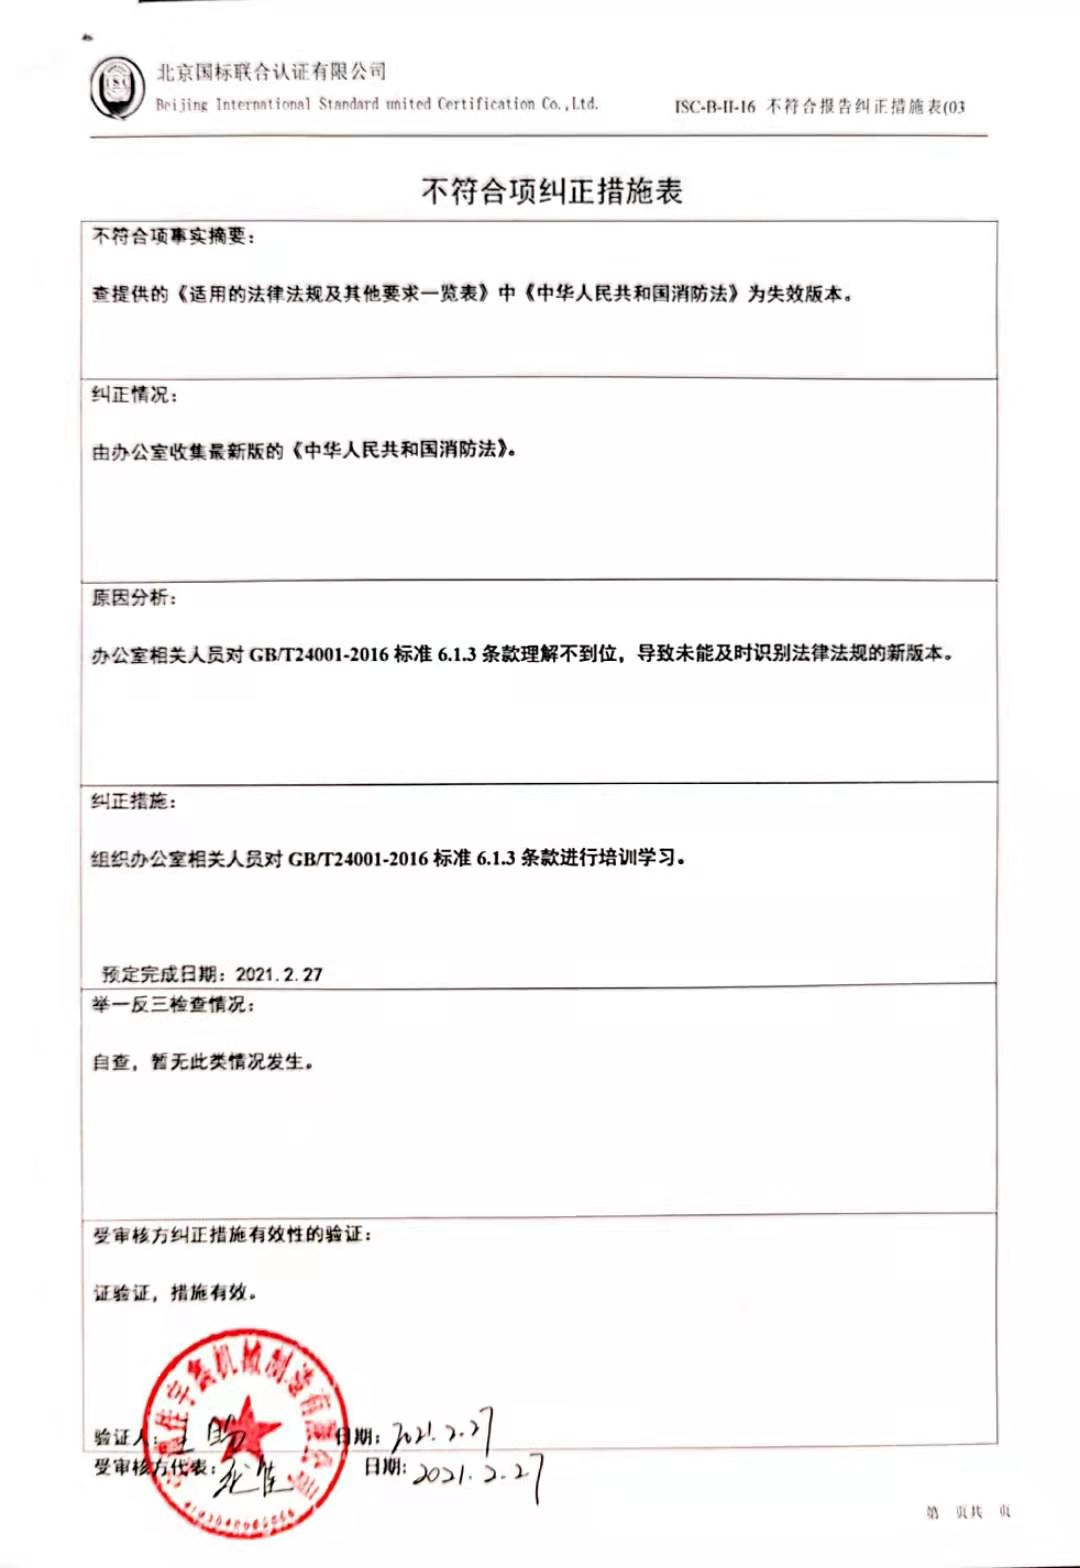 北京国标联合认证有限公司
Beijing International Standard united Certification Co.,Ltd.
ISC-B-II-16 不符合报告纠正措施表(03
不符合项纠正措施表
不符合项事实摘要：
查提供的《适用的法律法规及其他要求一览表》中《中华人民共和国消防法》为失效版本。
纠正情况：
由办公室收集最新版的《中华人民共和国消防法》。
原因分析：
办公室相关人员对 GB/T24001-2016 标准 6.1.3 条款理解不到位，导致未能及时识别法律法规的新版本。
纠正措施：
组织办公室相关人员对 GB/T24001-2016 标准 6.1.3 条款进行培训学习。
预定完成日期：2021.2.27
举一反三检查情况：
自查，暂无此类情况发生。
受审核方纠正措施有效性的验证：
证验证，措施有效。
机械制造有限公司
验证人： 日期：2021.2.27
受审核方代表： 日期：2021.2.27
第 页共 页